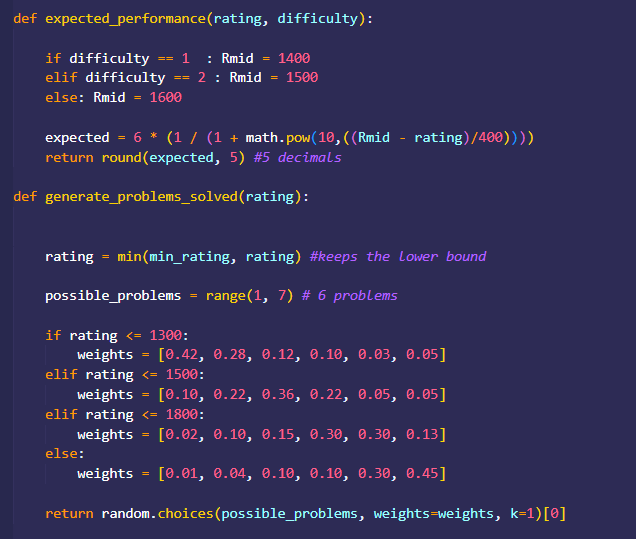 def expected_performance(rating, difficulty):
if difficulty == 1  : Rmid = 1400
elif difficulty == 2 : Rmid = 1500
else: Rmid = 1600
expected = 6 * (1 / (1 + math.pow(10,((Rmid - rating)/400))))
return round(expected, 5) #5 decimals
def generate_problems_solved(rating):
rating = min(min_rating, rating) #keeps the lower bound
possible_problems = range(1, 7) # 6 problems
if rating <= 1300:
weights = [0.42, 0.28, 0.12, 0.10, 0.03, 0.05]
elif rating <= 1500:
weights = [0.10, 0.22, 0.36, 0.22, 0.05, 0.05]
elif rating <= 1800:
weights = [0.02, 0.10, 0.15, 0.30, 0.30, 0.13]
else:
weights = [0.01, 0.04, 0.10, 0.10, 0.30, 0.45]
return random.choices(possible_problems, weights=weights, k=1)[0]